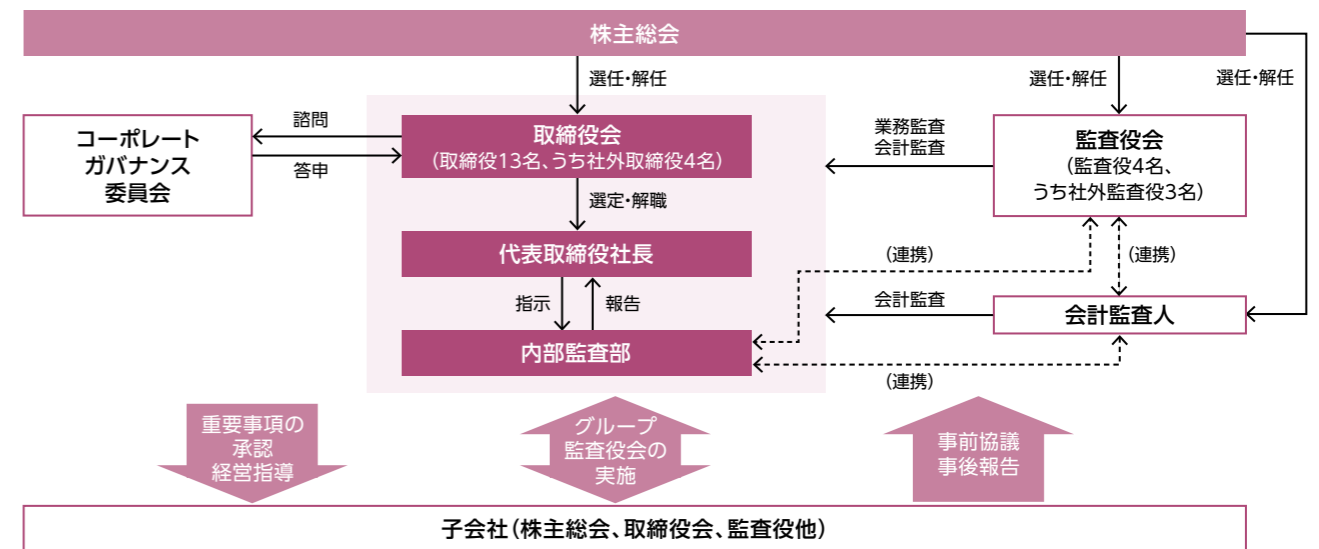 株主総会
選任・解任
選任・解任
選任・解任
コーポレート
ガバナンス
委員会
諮問
答申
取締役会
（取締役13名、うち社外取締役4名）
業務監査
会計監査
監査役会
（監査役4名、
うち社外監査役3名）
選定・解職
代表取締役社長
（連携）
（連携）
指示
報告
会計監査
会計監査人
内部監査部
（連携）
重要事項の
承認
経営指導
グループ
監査役会の
実施
事前協議
事後報告
子会社（株主総会、取締役会、監査役他）